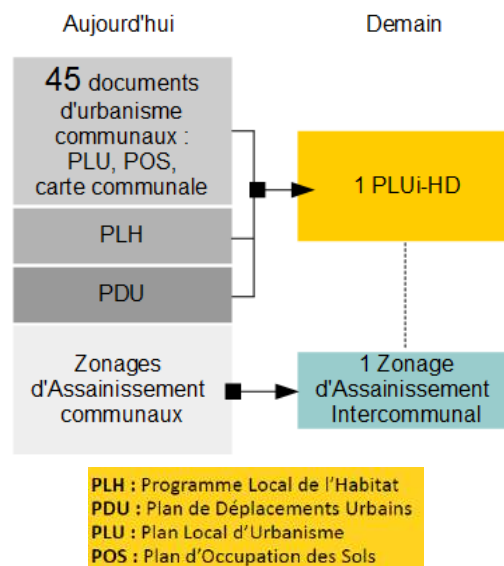 Aujourd'hui
Demain
45 documents
d'urbanisme
communaux :
PLU, POS,
carte communale
1 PLUi-HD
PLH
PDU
Zonages
d'Assainissement
communaux
1 Zonage
d'Assainissement
Intercommunal
PLH : Programme Local de l'Habitat
PDU : Plan de Déplacements Urbains
PLU : Plan Local d'Urbanisme
POS : Plan d'Occupation des Sols